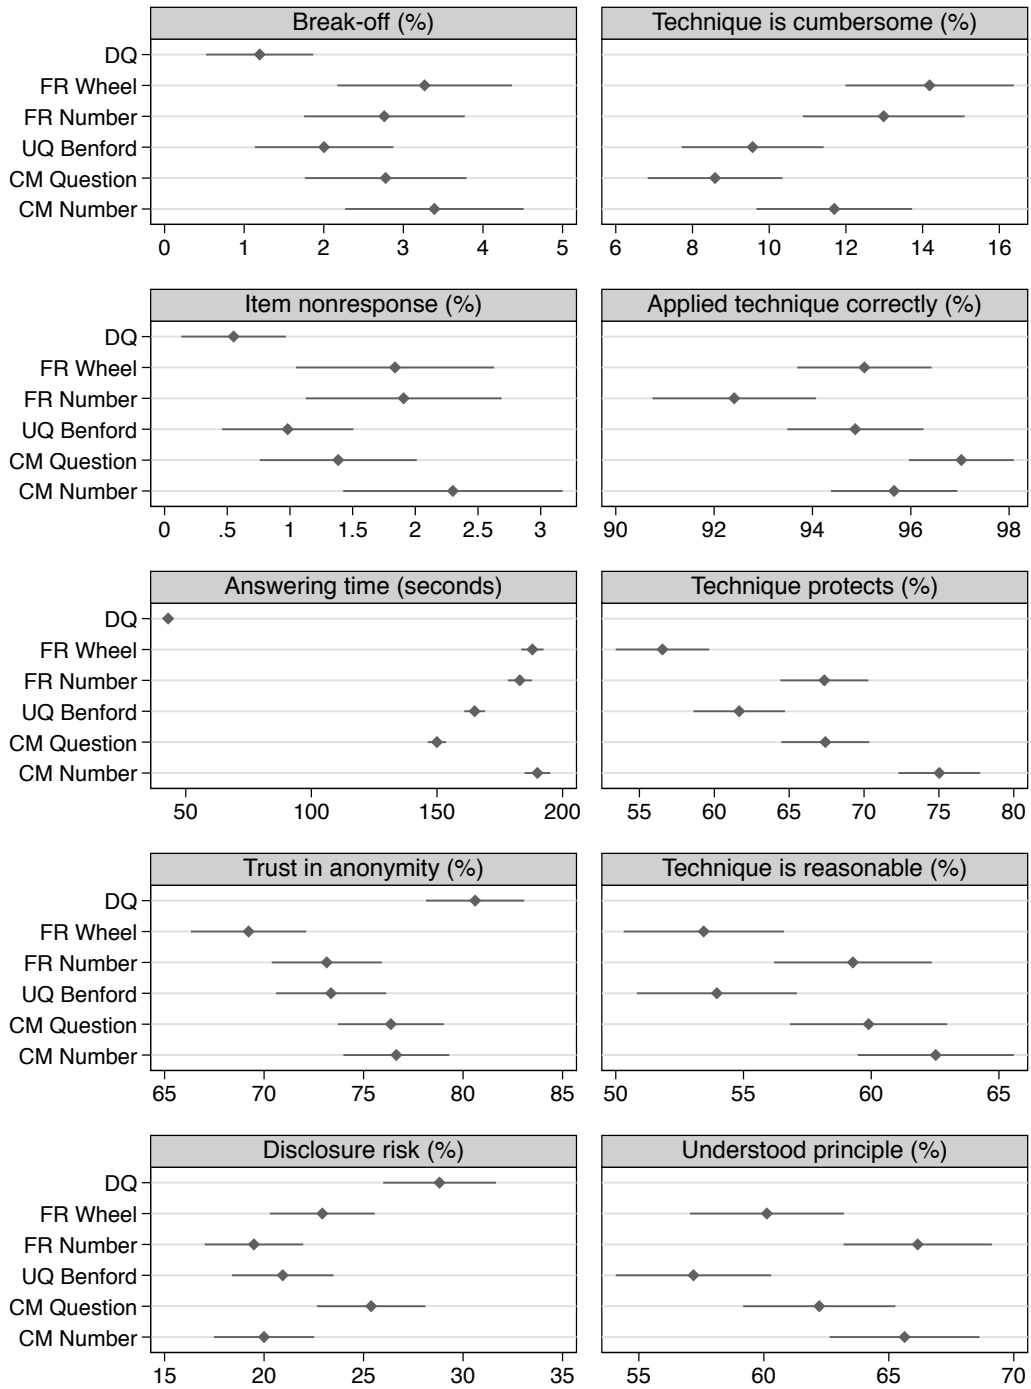 Break-off (%)
DQ
FR Wheel
FR Number
UQ Benford
CM Question
CM Number
0 1 2 3 4 5
Technique is cumbersome (%)
6 8 10 12 14 16
Item nonresponse (%)
DQ
FR Wheel
FR Number
UQ Benford
CM Question
CM Number
0 .5 1 1.5 2 2.5 3
Applied technique correctly (%)
90 92 94 96 98
Answering time (seconds)
DQ
FR Wheel
FR Number
UQ Benford
CM Question
CM Number
50 100 150 200
Technique protects (%)
55 60 65 70 75 80
Trust in anonymity (%)
DQ
FR Wheel
FR Number
UQ Benford
CM Question
CM Number
65 70 75 80 85
Technique is reasonable (%)
50 55 60 65
Disclosure risk (%)
DQ
FR Wheel
FR Number
UQ Benford
CM Question
CM Number
15 20 25 30 35
Understood principle (%)
55 60 65 70